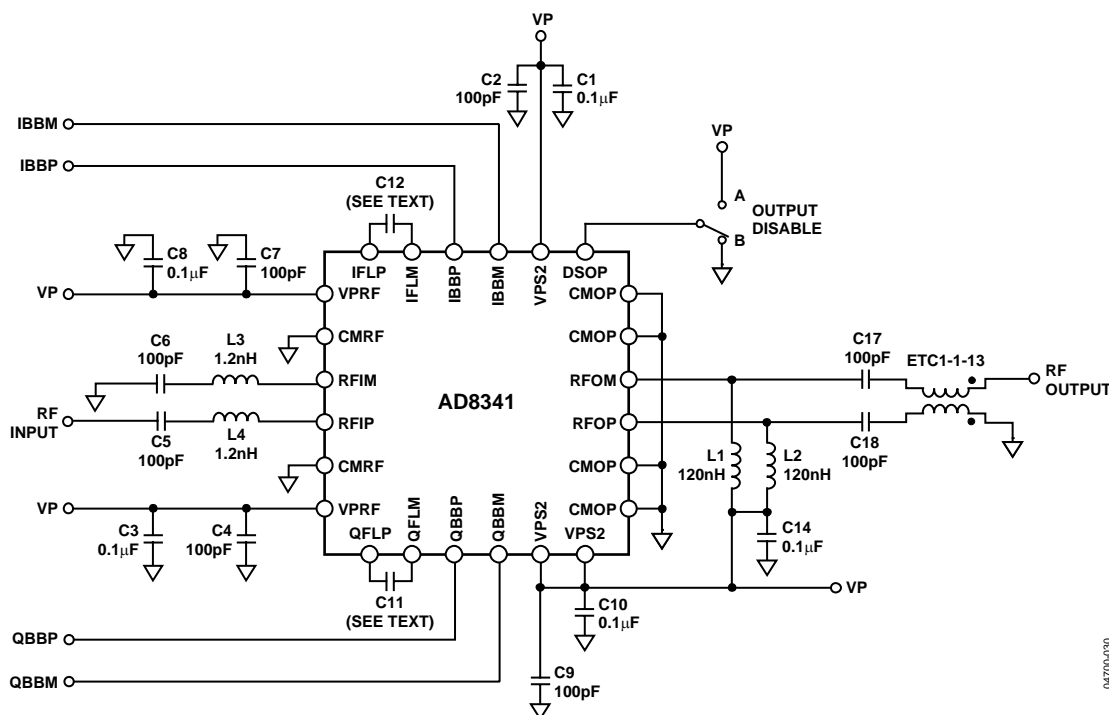 VP
C2
100pF
C1
0.1μF
IBBM
IBBP
VP
C12
(SEE TEXT)
A
OUTPUT
DISABLE
B
C8
0.1μF
C7
100pF
IFLP
IFLM
IBBP
IBBM
VPS2
DSOP
VP
VPRF
CMOP
CMRF
CMOP
C6
100pF
L3
1.2nH
C17
100pF
ETC1-1-13
RFIM
RFOM
RF
OUTPUT
AD8341
RF
INPUT
RFIP
RFOP
C5
100pF
L4
1.2nH
C18
100pF
L1
120nH
L2
120nH
CMRF
CMOP
VP
VPRF
CMOP
QFLP
QFLM
QBBP
QBBM
VPS2
VPS2
C3
0.1μF
C4
100pF
C14
0.1μF
C11
(SEE TEXT)
VP
C10
0.1μF
QBBP
QBBM
C9
100pF
04700-030